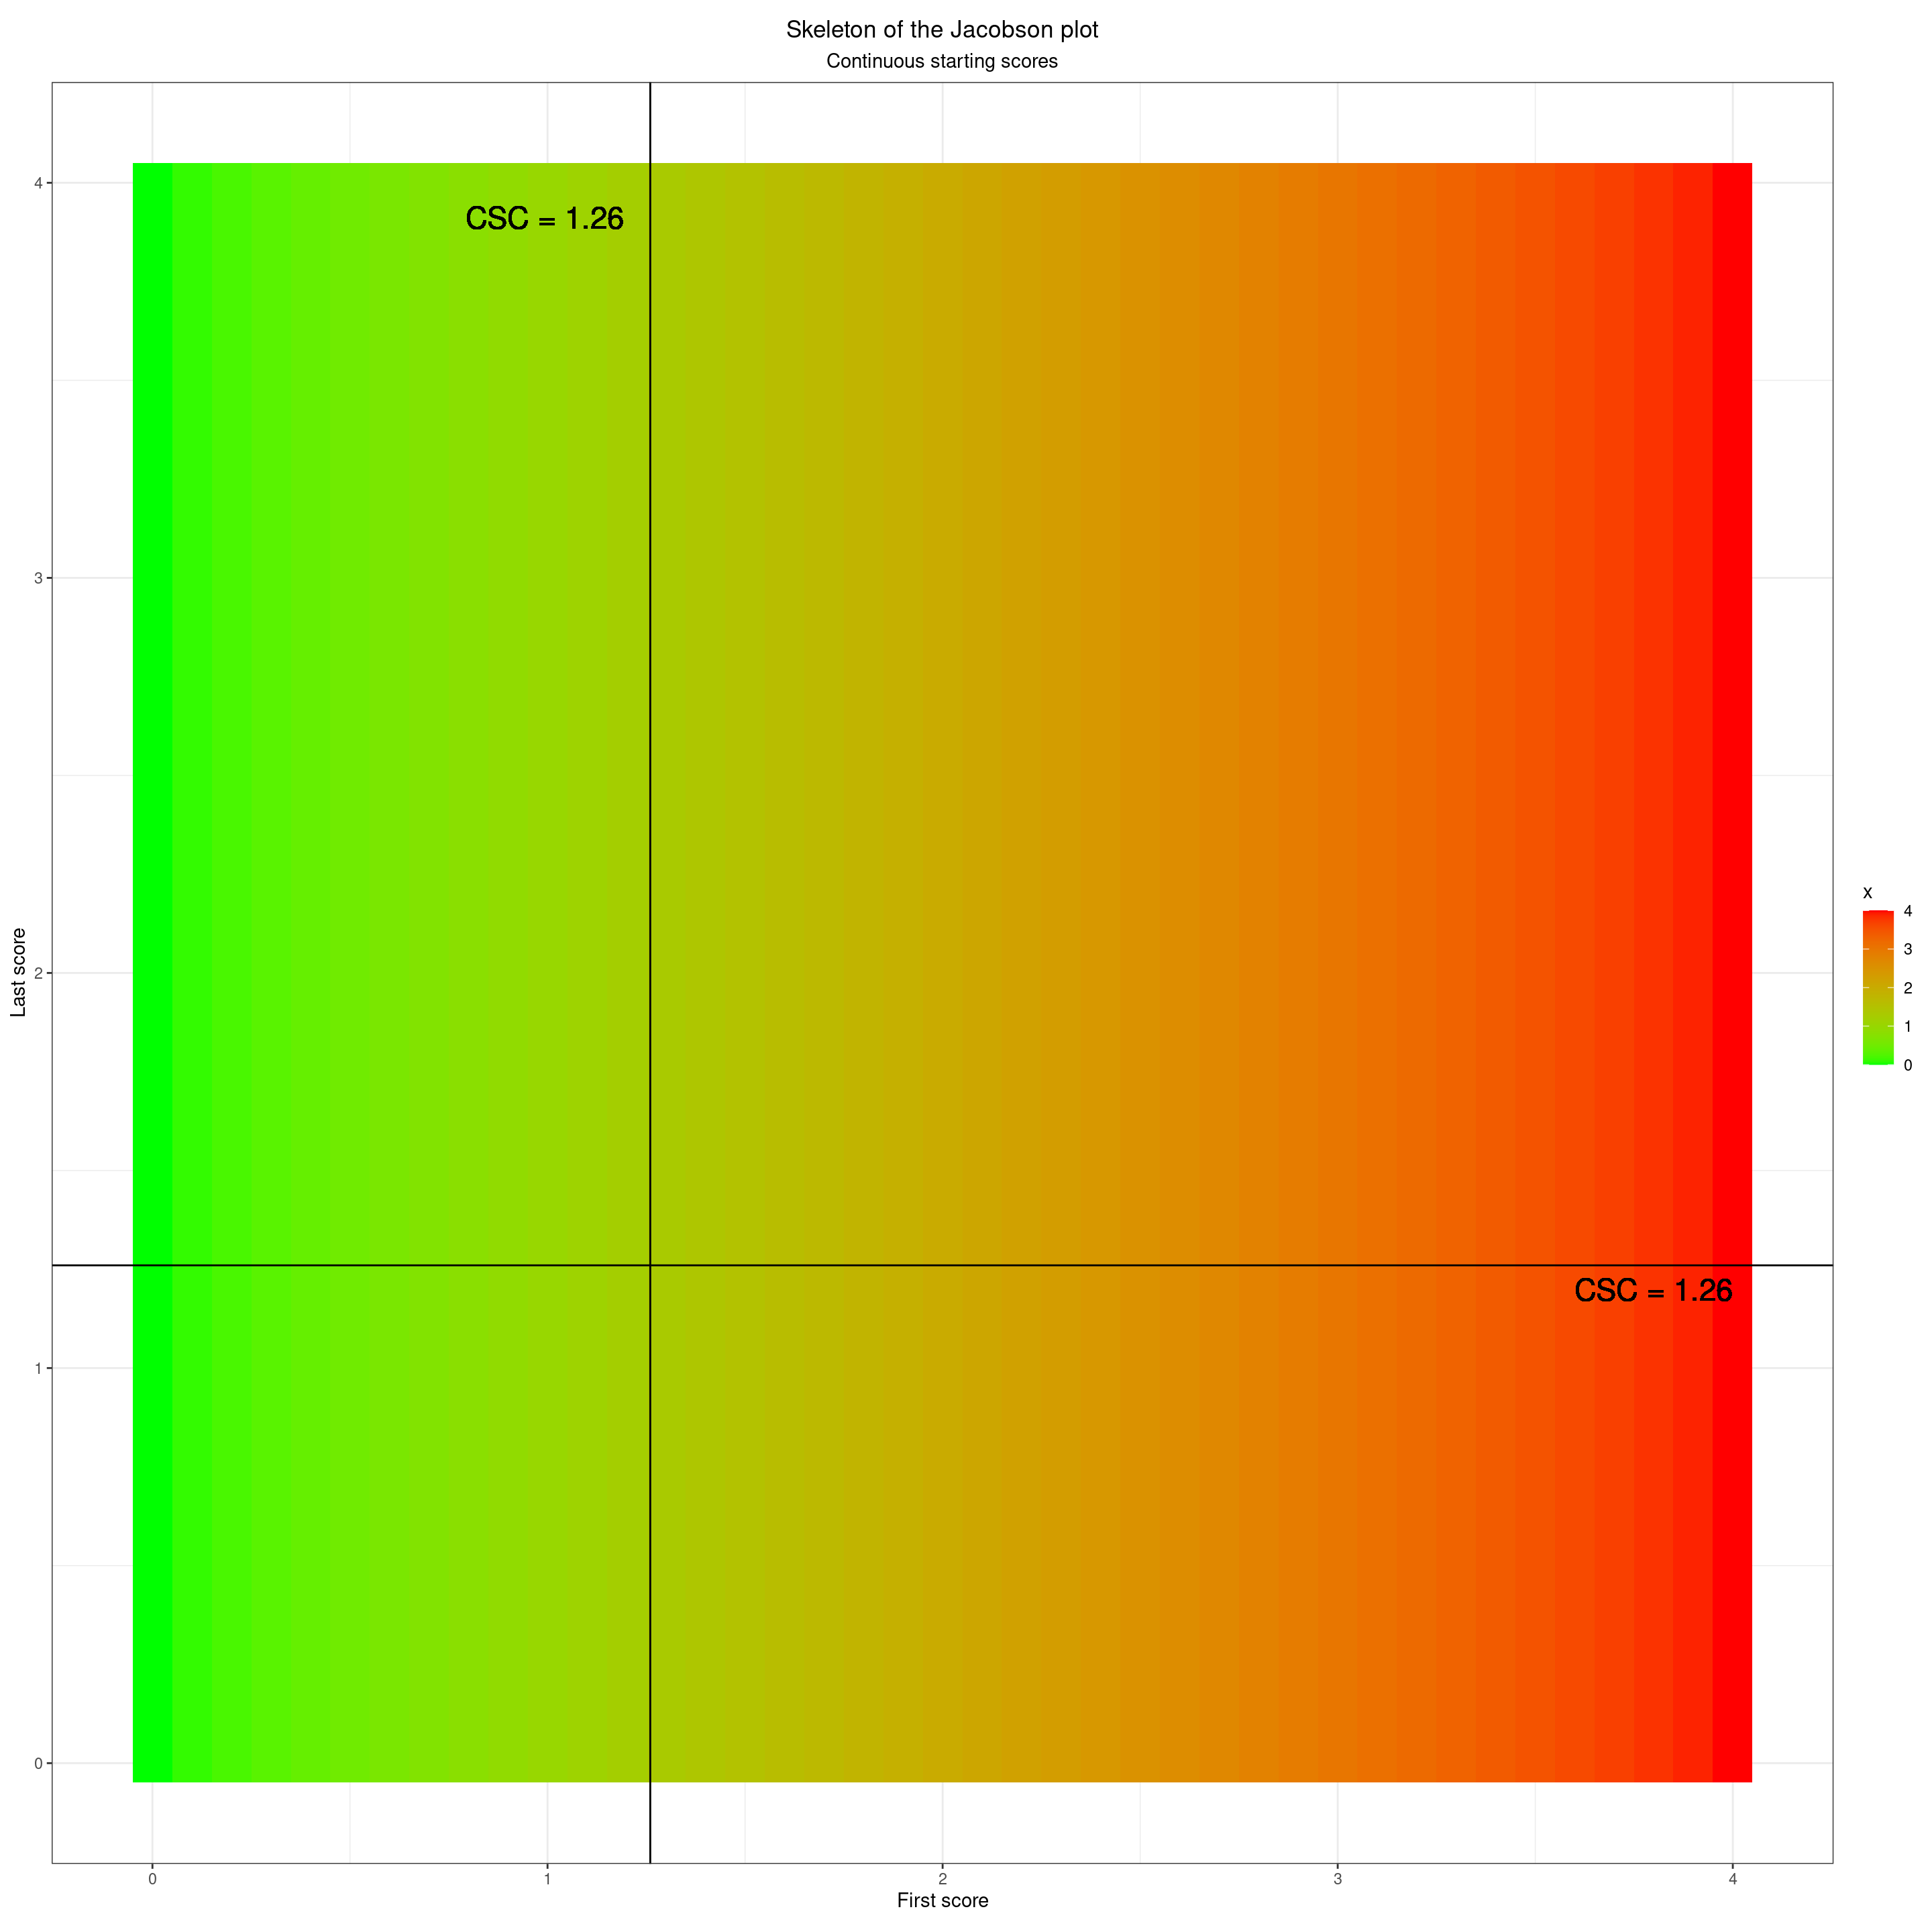 Skeleton of the Jacobson plot
Continuous starting scores
4
3
2
1
0
Last score
CSC = 1.26
CSC = 1.26
0
1
2
3
4
First score
x
4
3
2
1
0